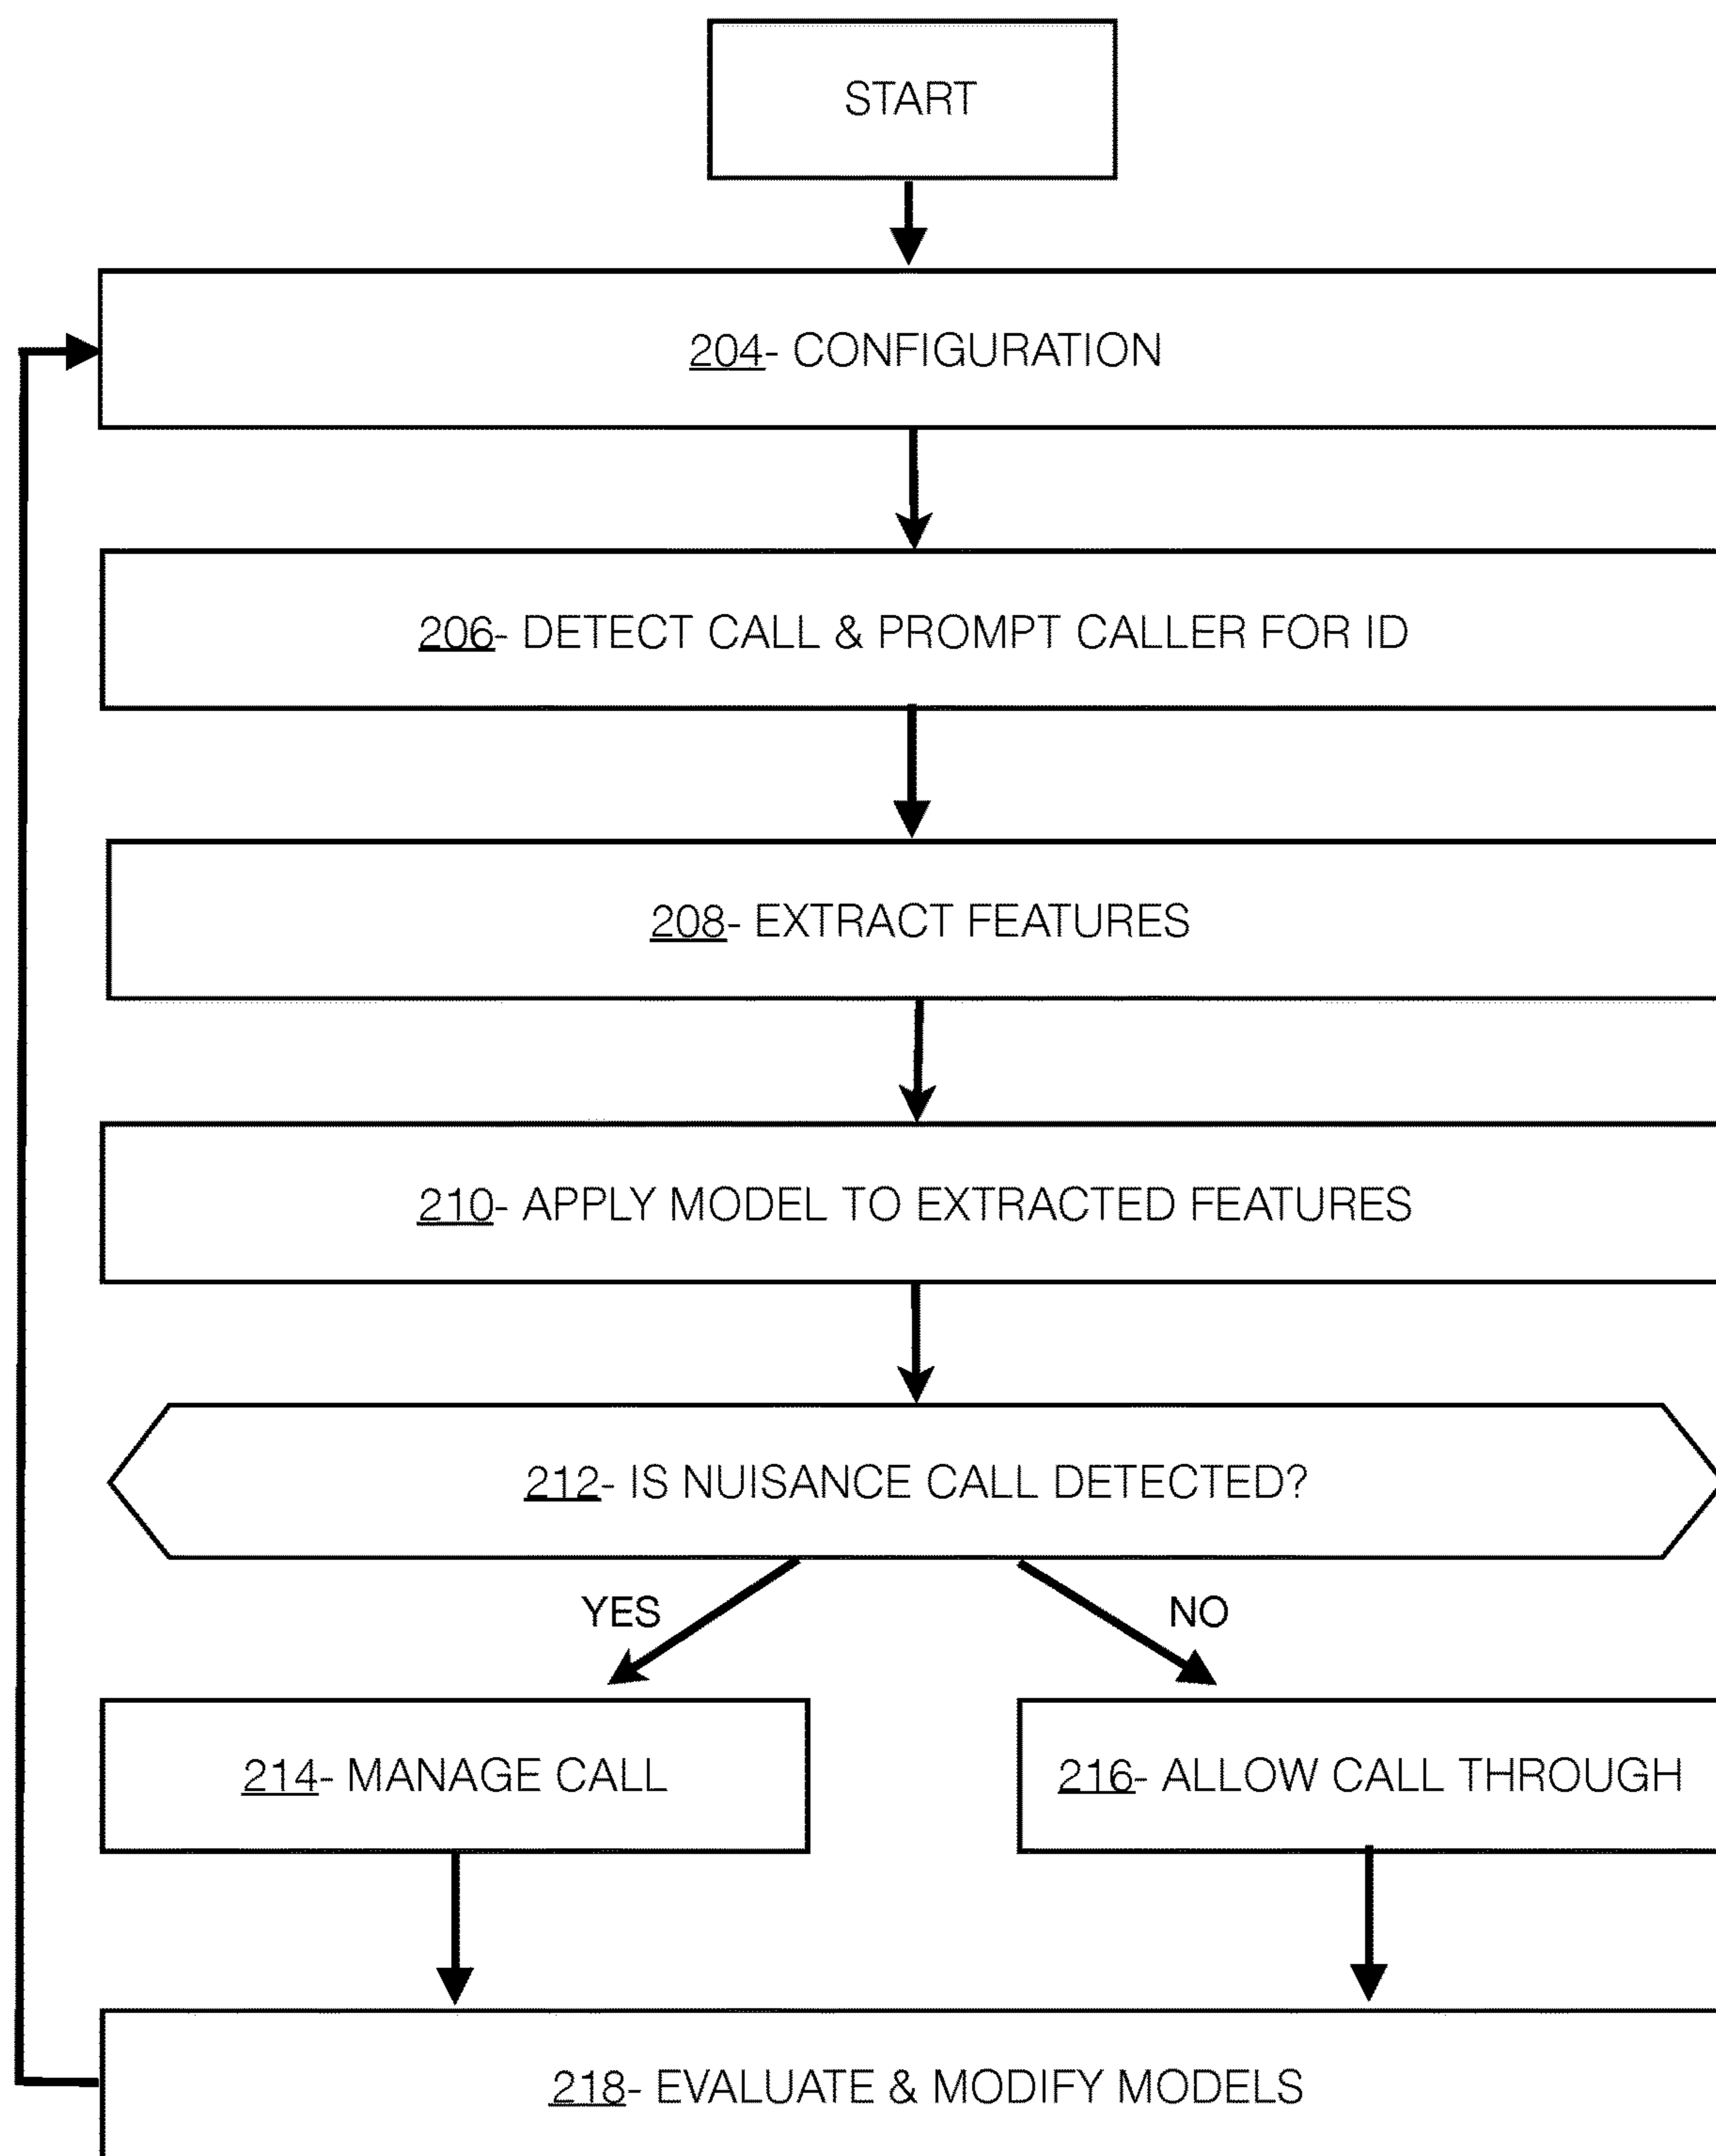 START
204- CONFIGURATION
206- DETECT CALL & PROMPT CALLER FOR ID
208- EXTRACT FEATURES
210- APPLY MODEL TO EXTRACTED FEATURES
212- IS NUISANCE CALL DETECTED?
YES
NO
214- MANAGE CALL
216- ALLOW CALL THROUGH
218- EVALUATE & MODIFY MODELS